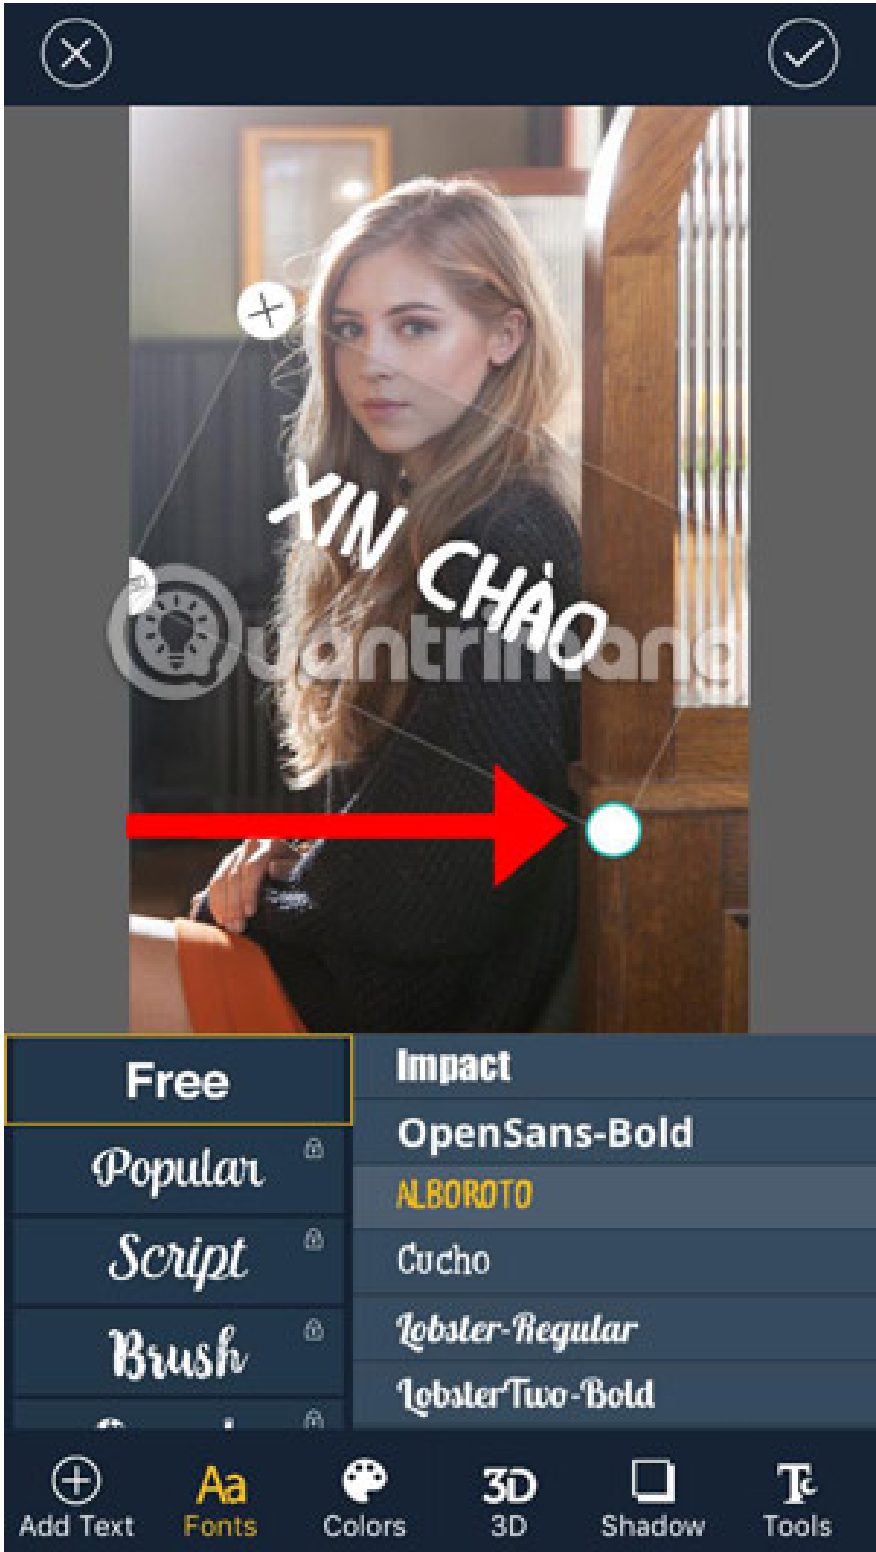 XIN CHÀO
Quantrimang
Free
Popular
Script
Brush
Impact
OpenSans-Bold
ALBOROTO
Cucho
Lobster-Regular
LobsterTwo-Bold
Add Text
Aa
Fonts
Colors
3D
3D
Shadow
Tools